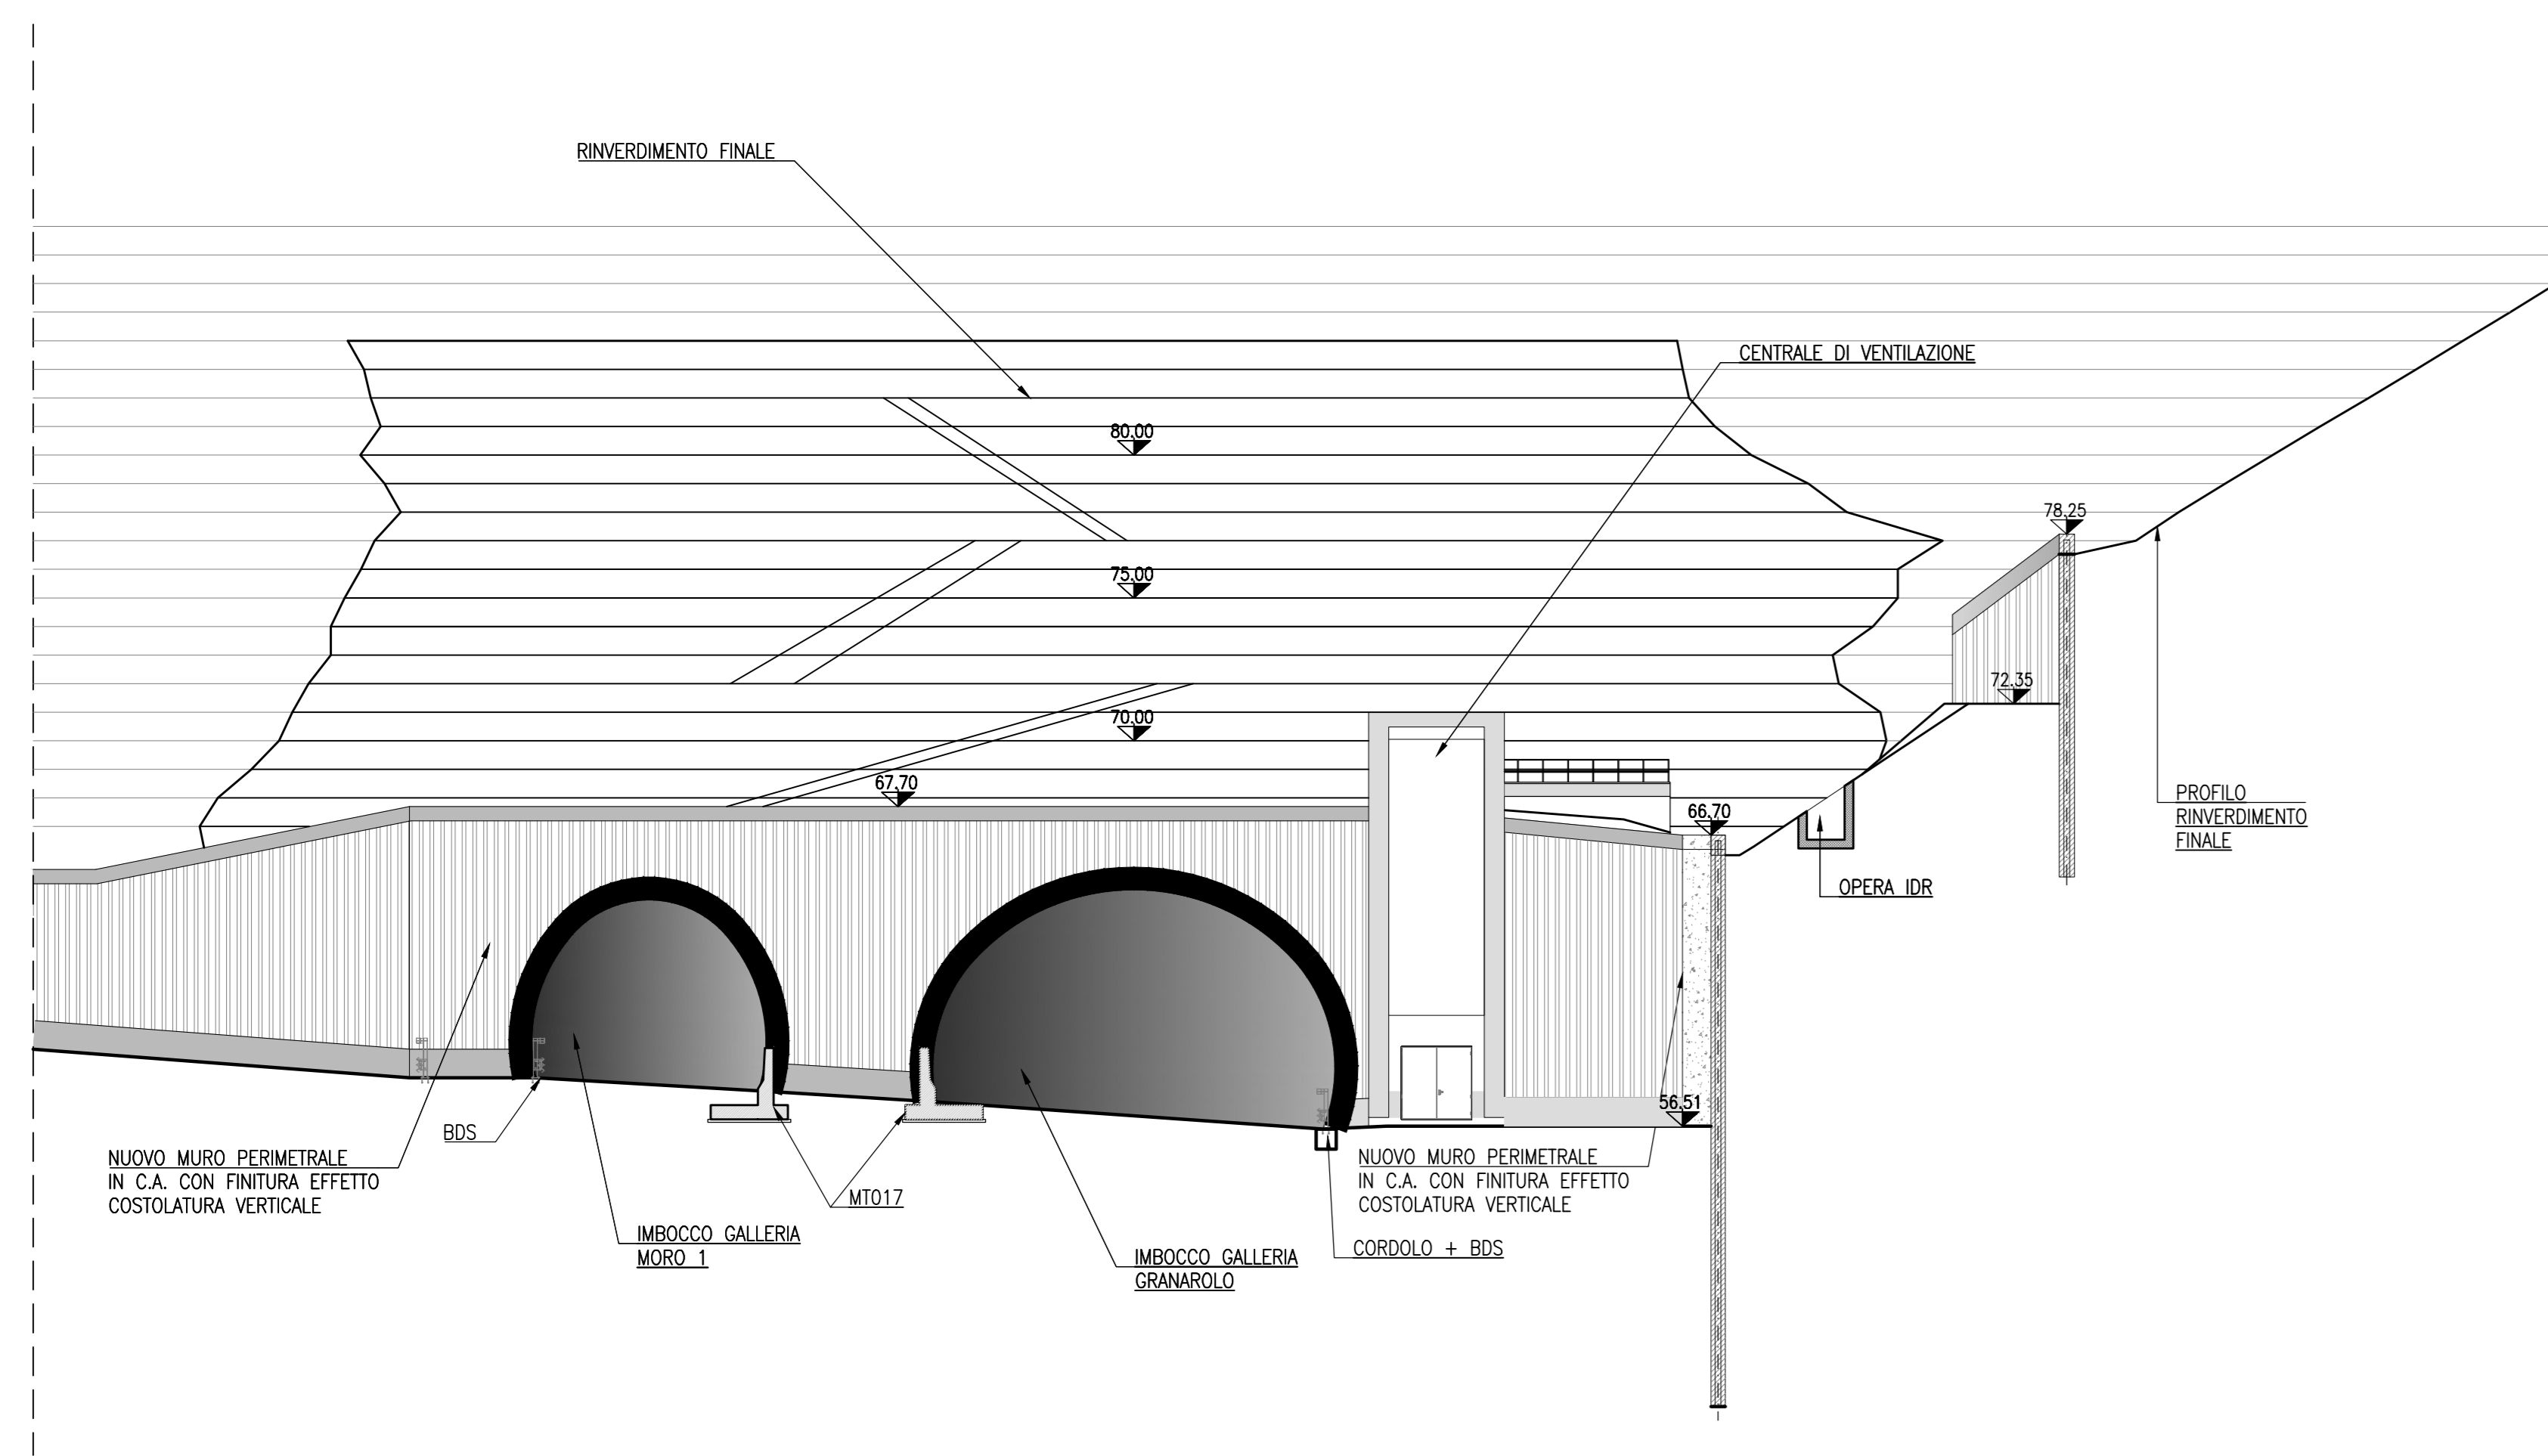 RINVERDIMENTO FINALE
CENTRALE DI VENTILAZIONE
80.00
78.25
75.00
72.35
70.00
67.70
66.70
PROFILO
RINVERDIMENTO
FINALE
OPERA IDR
56.51
BDS
NUOVO MURO PERIMETRALE
IN C.A. CON FINITURA EFFETTO
COSTOLATURA VERTICALE
NUOVO MURO PERIMETRALE
IN C.A. CON FINITURA EFFETTO
COSTOLATURA VERTICALE
MT017
IMBOCCO GALLERIA
MORO 1
CORDOLO + BDS
IMBOCCO GALLERIA
GRANAROLO